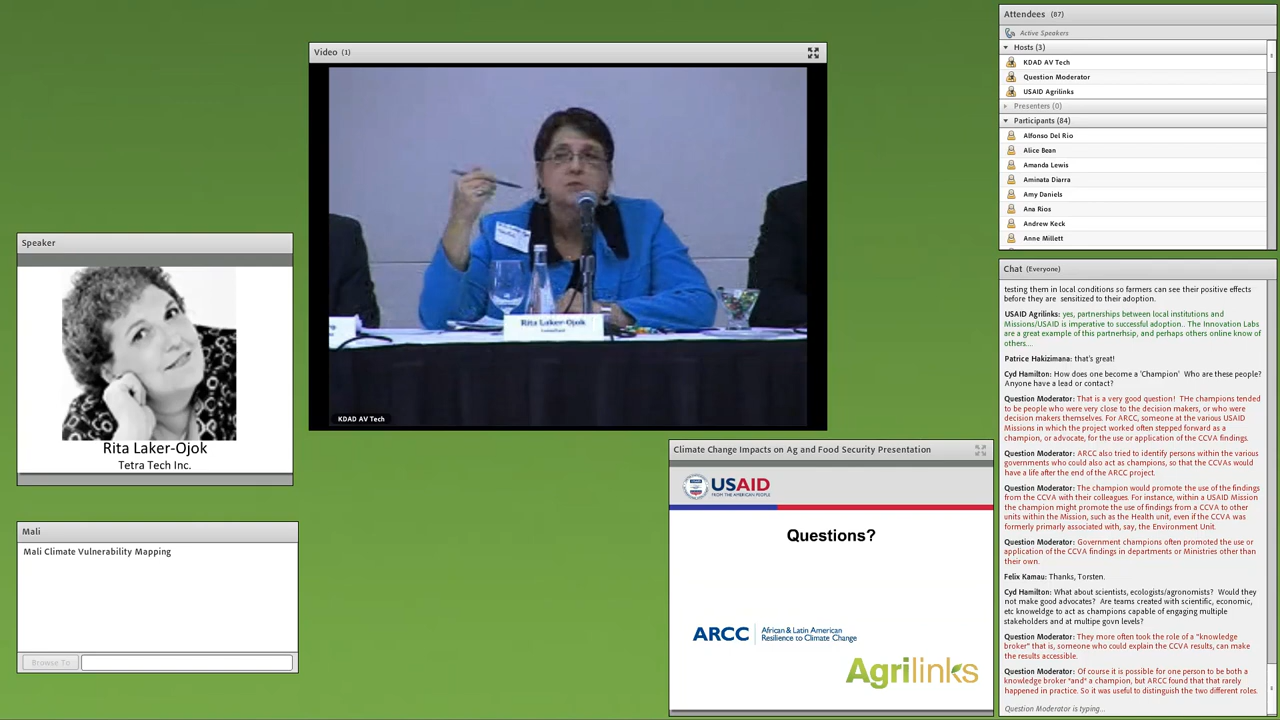 Video (1)
KDAD AV Tech
Rita Laker-Ojok
Speaker
Rita Laker-Ojok
Tetra Tech Inc.
Mali
Mali Climate Vulnerability Mapping
Browse To
Climate Change Impacts on Ag and Food Security Presentation
USAID
FROM THE AMERICAN PEOPLE
Questions?
ARCC
African & Latin American
Resilience to Climate Change
Agrilinks
Attendees (87)
Active Speakers
Hosts (3)
KDAD AV Tech
Question Moderator
USAID Agrilinks
Presenters (0)
Participants (84)
Alfonso Del Rio
Alice Bean
Amanda Lewis
Aminata Diarra
Amy Daniels
Ana Rios
Andrew Keck
Anne Millett
Chat (Everyone)
testing them in local conditions so farmers can see their positive effects
before they are sensitized to their adoption.
USAID Agrilinks: yes, partnerships between local institutions and
Missions/USAID is imperative to successful adoption.. The Innovation Labs
are a great example of this partnerhsip, and perhaps others online know of
others....
Patrice Hakizimana: that's great!
Cyd Hamilton: How does one become a 'Champion' Who are these people?
Anyone have a lead or contact?
Question Moderator: That is a very good question! THe champions tended
to be people who were very close to the decision makers, or who were
decision makers themselves. For ARCC, someone at the various USAID
Missions in which the project worked often stepped forward as a
champion, or advocate, for the use or application of the CCVA findings.
Question Moderator: ARCC also tried to identify persons within the various
governments who could also act as champions, so that the CCVAs would
have a life after the end of the ARCC project.
Question Moderator: The champion would promote the use of the findings
from the CCVA with their colleagues. For instance, within a USAID Mission
the champion might promote the use of findings from a CCVA to other
units within the Mission, such as the Health unit, even if the CCVA was
formerly primarly associated with, say, the Environment Unit.
Question Moderator: Government champions often promoted the use or
application of the CCVA findings in departments or Ministries other than
their own.
Felix Kamau: Thanks, Torsten.
Cyd Hamilton: What about scientists, ecologists/agronomists? Would they
not make good advocates? Are teams created with scientific, economic,
etc knoweldge to act as champions capable of engaging multiple
stakeholders and at multipe govn levels?
Question Moderator: They more often took the role of a "knowledge
broker" that is, someone who could explain the CCVA results, can make
the results accessible.
Question Moderator: Of course it is possible for one person to be both a
knowledge broker *and* a champion, but ARCC found that that rarely
happened in practice. So it was useful to distinguish the two different roles.
Question Moderator is typing...